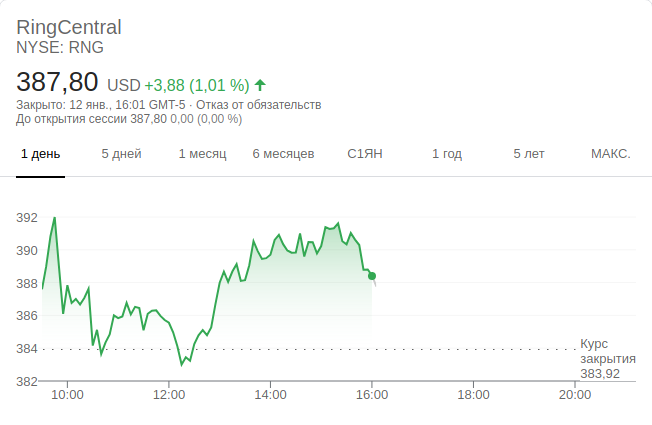 RingCentral
NYSE: RNG
387,80 USD +3,88 (1,01 %)
Закрыто: 12 янв., 16:01 GMT-5 · Отказ от обязательств
До открытия сессии 387,80 0,00 (0,00 %)
1 день 5 дней 1 месяц 6 месяцев С1ЯН 1 год 5 лет МАКС.
392
390
388
386
384
382
Курс
закрытия
383,92
10:00 12:00 14:00 16:00 18:00 20:00